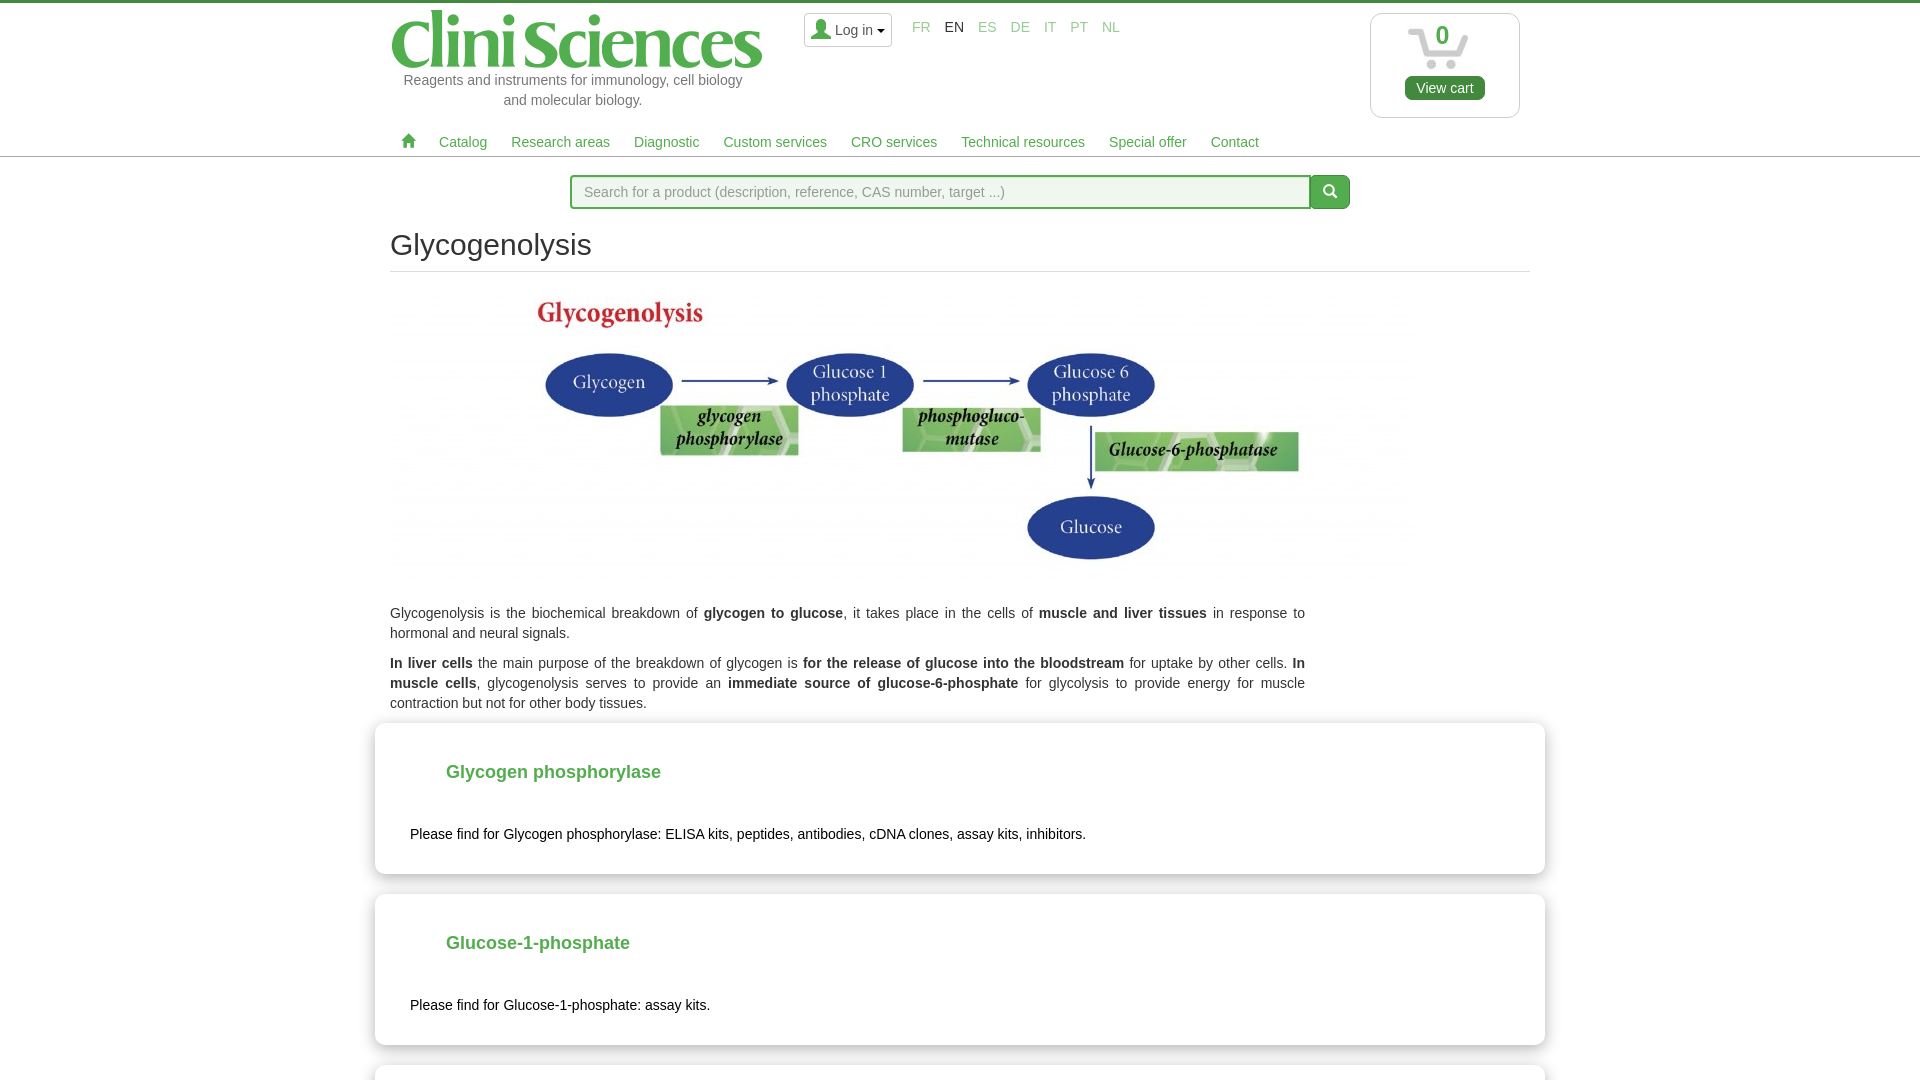 CliniSciences
Reagents and instruments for immunology, cell biology
and molecular biology.
Log in
FR EN ES DE IT PT NL
0
View cart
Catalog Research areas Diagnostic Custom services CRO services Technical resources Special offer Contact
Search for a product (description, reference, CAS number, target ...)
Glycogenolysis
Glycogenolysis
Glycogen
Glucose 1
phosphate
Glucose 6
phosphate
glycogen
phosphorylase
phosphogluco-
mutase
Glucose-6-phosphatase
Glucose
Glycogenolysis is the biochemical breakdown of glycogen to glucose, it takes place in the cells of muscle and liver tissues in response to
hormonal and neural signals.
In liver cells the main purpose of the breakdown of glycogen is for the release of glucose into the bloodstream for uptake by other cells. In
muscle cells, glycogenolysis serves to provide an immediate source of glucose-6-phosphate for glycolysis to provide energy for muscle
contraction but not for other body tissues.
Glycogen phosphorylase
Please find for Glycogen phosphorylase: ELISA kits, peptides, antibodies, cDNA clones, assay kits, inhibitors.
Glucose-1-phosphate
Please find for Glucose-1-phosphate: assay kits.